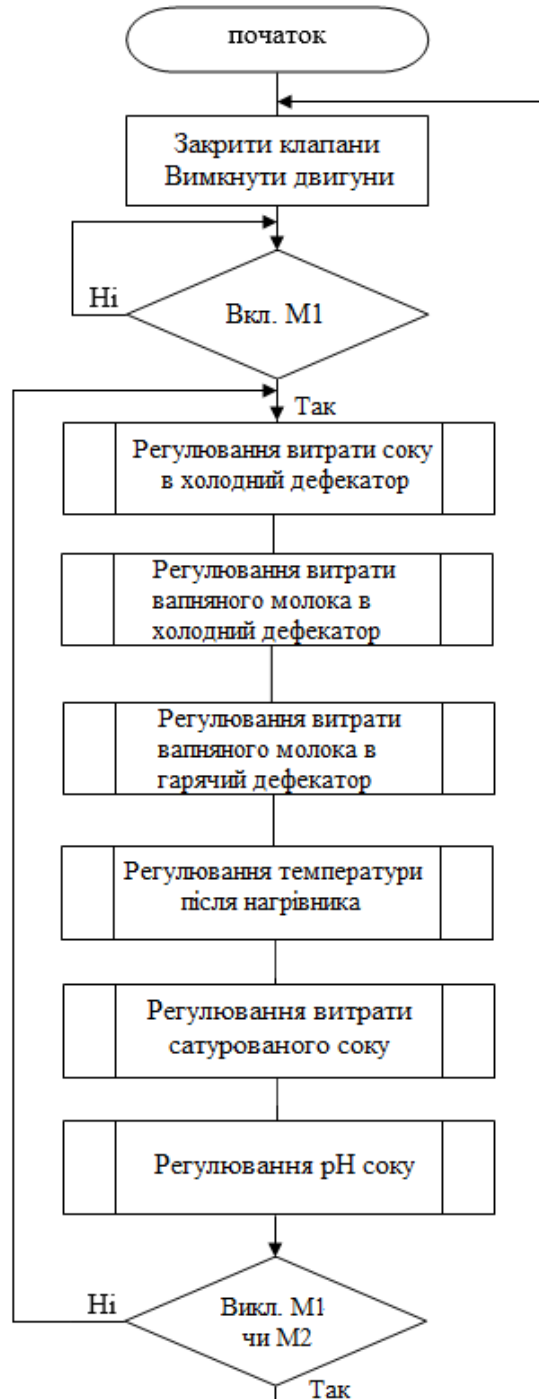 початок
Закрити клапани
Вимкнути двигуни
Ні
Вкл. М1
Так
Регулювання витрати соку
в холодний дефекатор
Регулювання витрати
вапняного молока в
холодний дефекатор
Регулювання витрати
вапняного молока в
гарячий дефекатор
Регулювання температури
після нагрівника
Регулювання витрати
сатурованого соку
Регулювання рН соку
Ні
Викл. М1
чи М2
Так